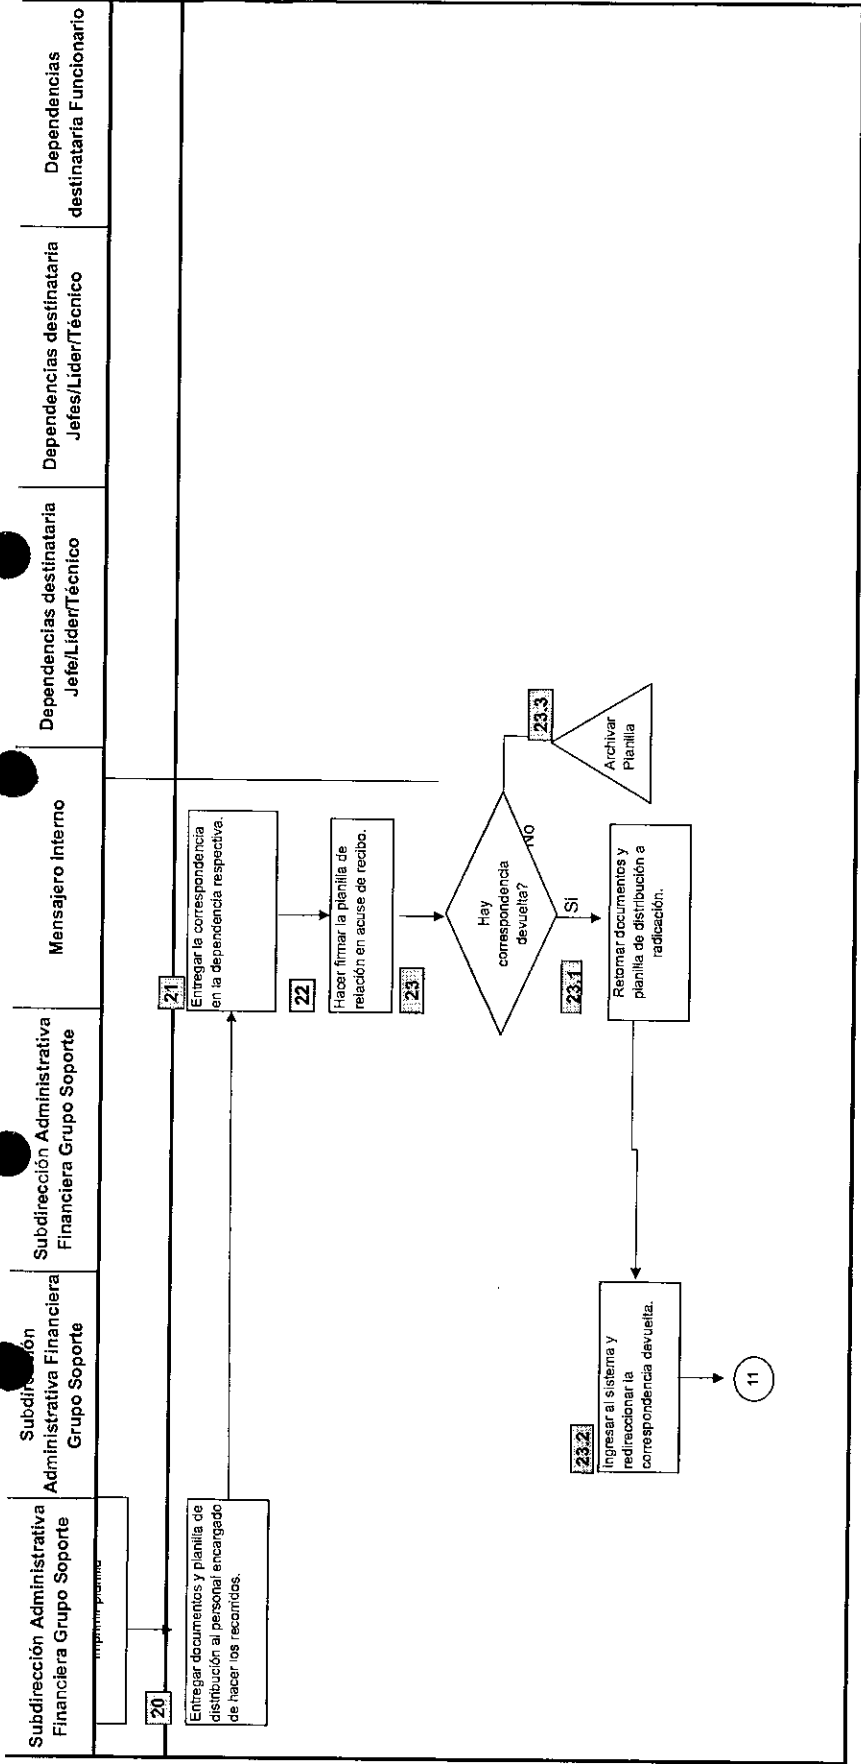 Subdirección Administrativa
Financiera Grupo Soporte
Administrativa Financiera
Grupo Soporte
Subdirección Administrativa
Financiera Grupo Soporte
Mensajero Interno
Dependencias destinataria
Jefe/Líder/Técnico
Dependencias destinataria
Jefes/Líder/Técnico
Dependencias
destinataria Funcionario
20
Entregar documentos y planilla de
distribución al personal encargado
de hacer los recorridos.
21
Entregar la correspondencia
en la dependencia respectiva.
22
Hacer firmar la planilla de
relación en acuse de recibo.
23
Hay
correspondencia
devuelta?
No
Si
23.3
Archivar
Planilla
23.1
Retornar documentos y
planilla de distribución a
radicación.
23.2
Ingresar al sistema y
redireccionar la
correspondencia devuelta.
11